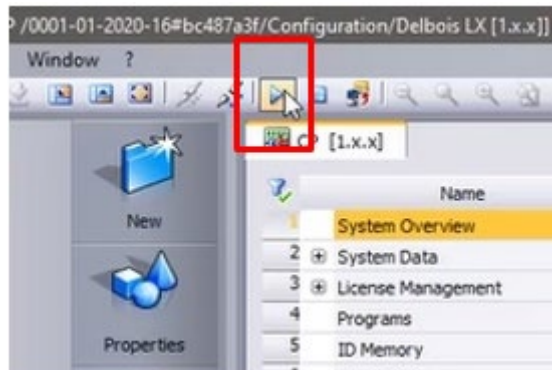 P /0001-01-2020-16#bc487a3f/Configuration/Delbois LX [1.x.x]]
Window ?
CP [1.x.x]
Name
New
1 System Overview
2 System Data
3 License Management
4 Programs
Properties
5 ID Memory